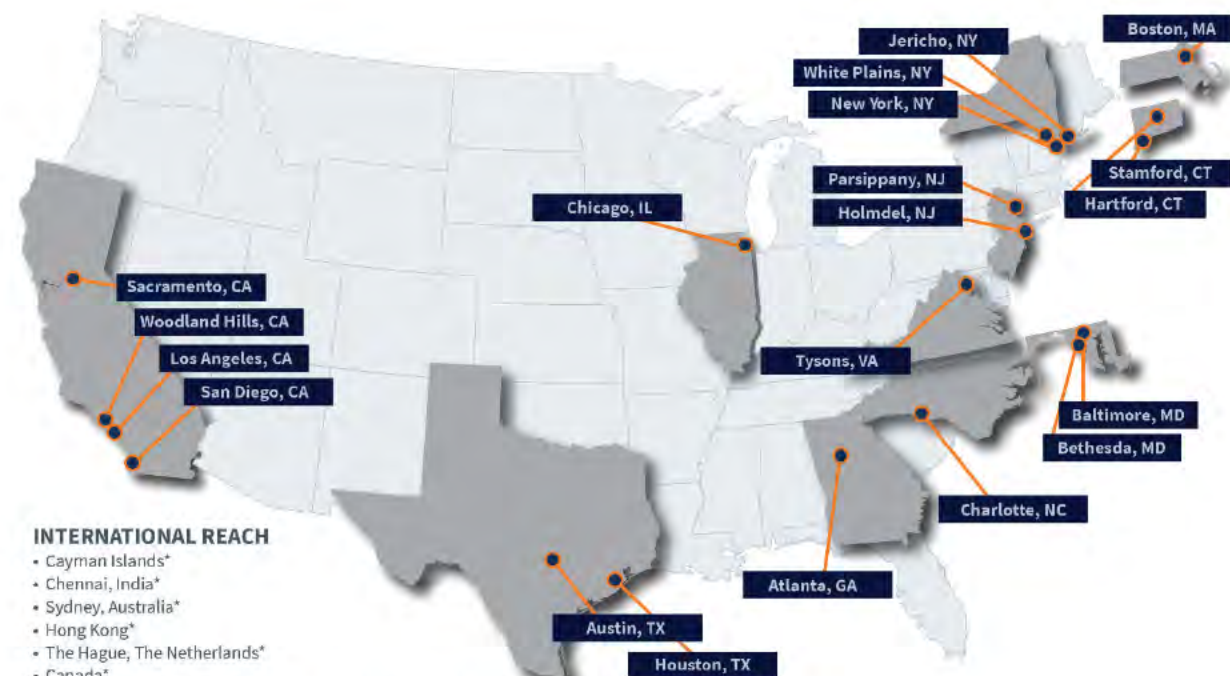 Jericho, NY
Boston, MA
White Plains, NY
New York, NY
Parsippany, NJ
Stamford, CT
Hartford, CT
Chicago, IL
Holmdel, NJ
Sacramento, CA
Woodland Hills, CA
Los Angeles, CA
San Diego, CA
Tysons, VA
Baltimore, MD
Bethesda, MD
Charlotte, NC
Atlanta, GA
Austin, TX
Houston, TX
INTERNATIONAL REACH
• Cayman Islands*
• Chennai, India*
• Sydney, Australia*
• Hong Kong*
• The Hague, The Netherlands*
• Canada*